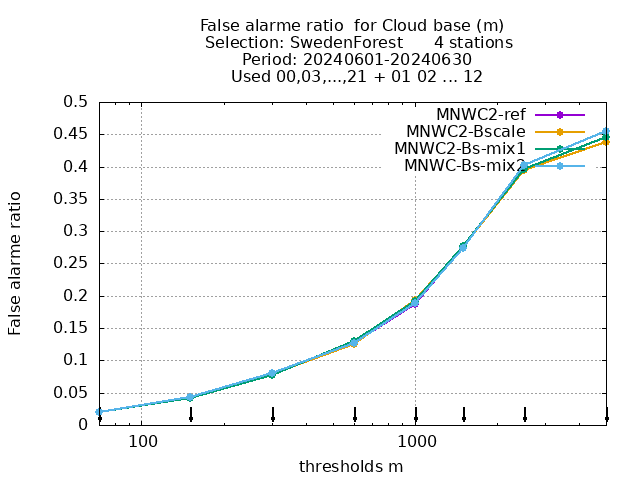 False alarme ratio  for Cloud base (m)
Selection: SwedenForest      4 stations
Period: 20240601-20240630
Used 00,03,...,21 + 01 02 ... 12
MNWC2-ref
MNWC2-Bscale
MNWC2-Bs-mix1
MNWC-Bs-mix2
False alarme ratio
0.5
0.45
0.4
0.35
0.3
0.25
0.2
0.15
0.1
0.05
0
100
1000
thresholds m